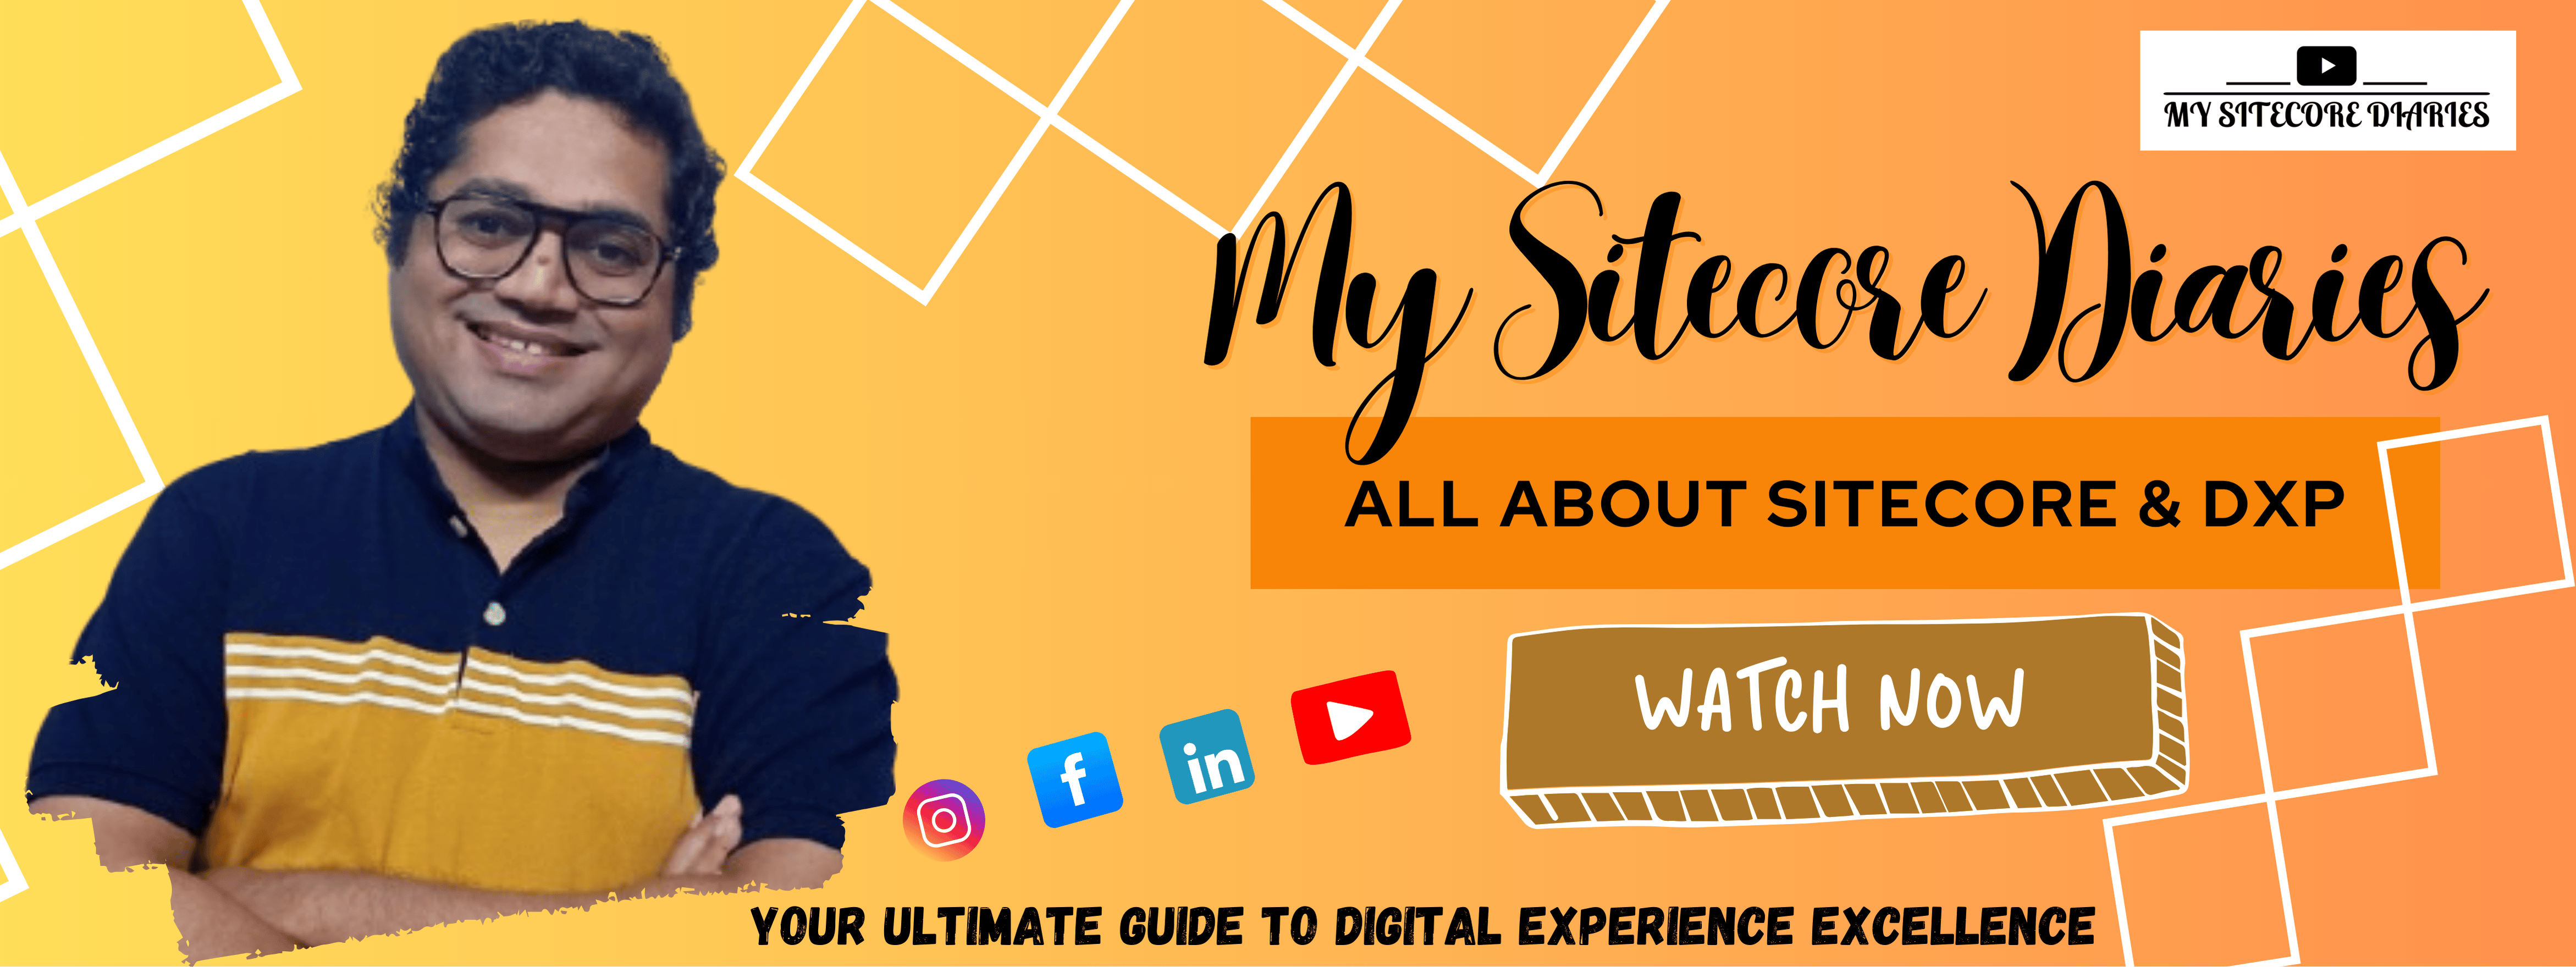 MY SITECORE DIARIES
My Sitecore Diaries
ALL ABOUT SITECORE & DXP
WATCH NOW
f
in
YOUR ULTIMATE GUIDE TO DIGITAL EXPERIENCE EXCELLENCE